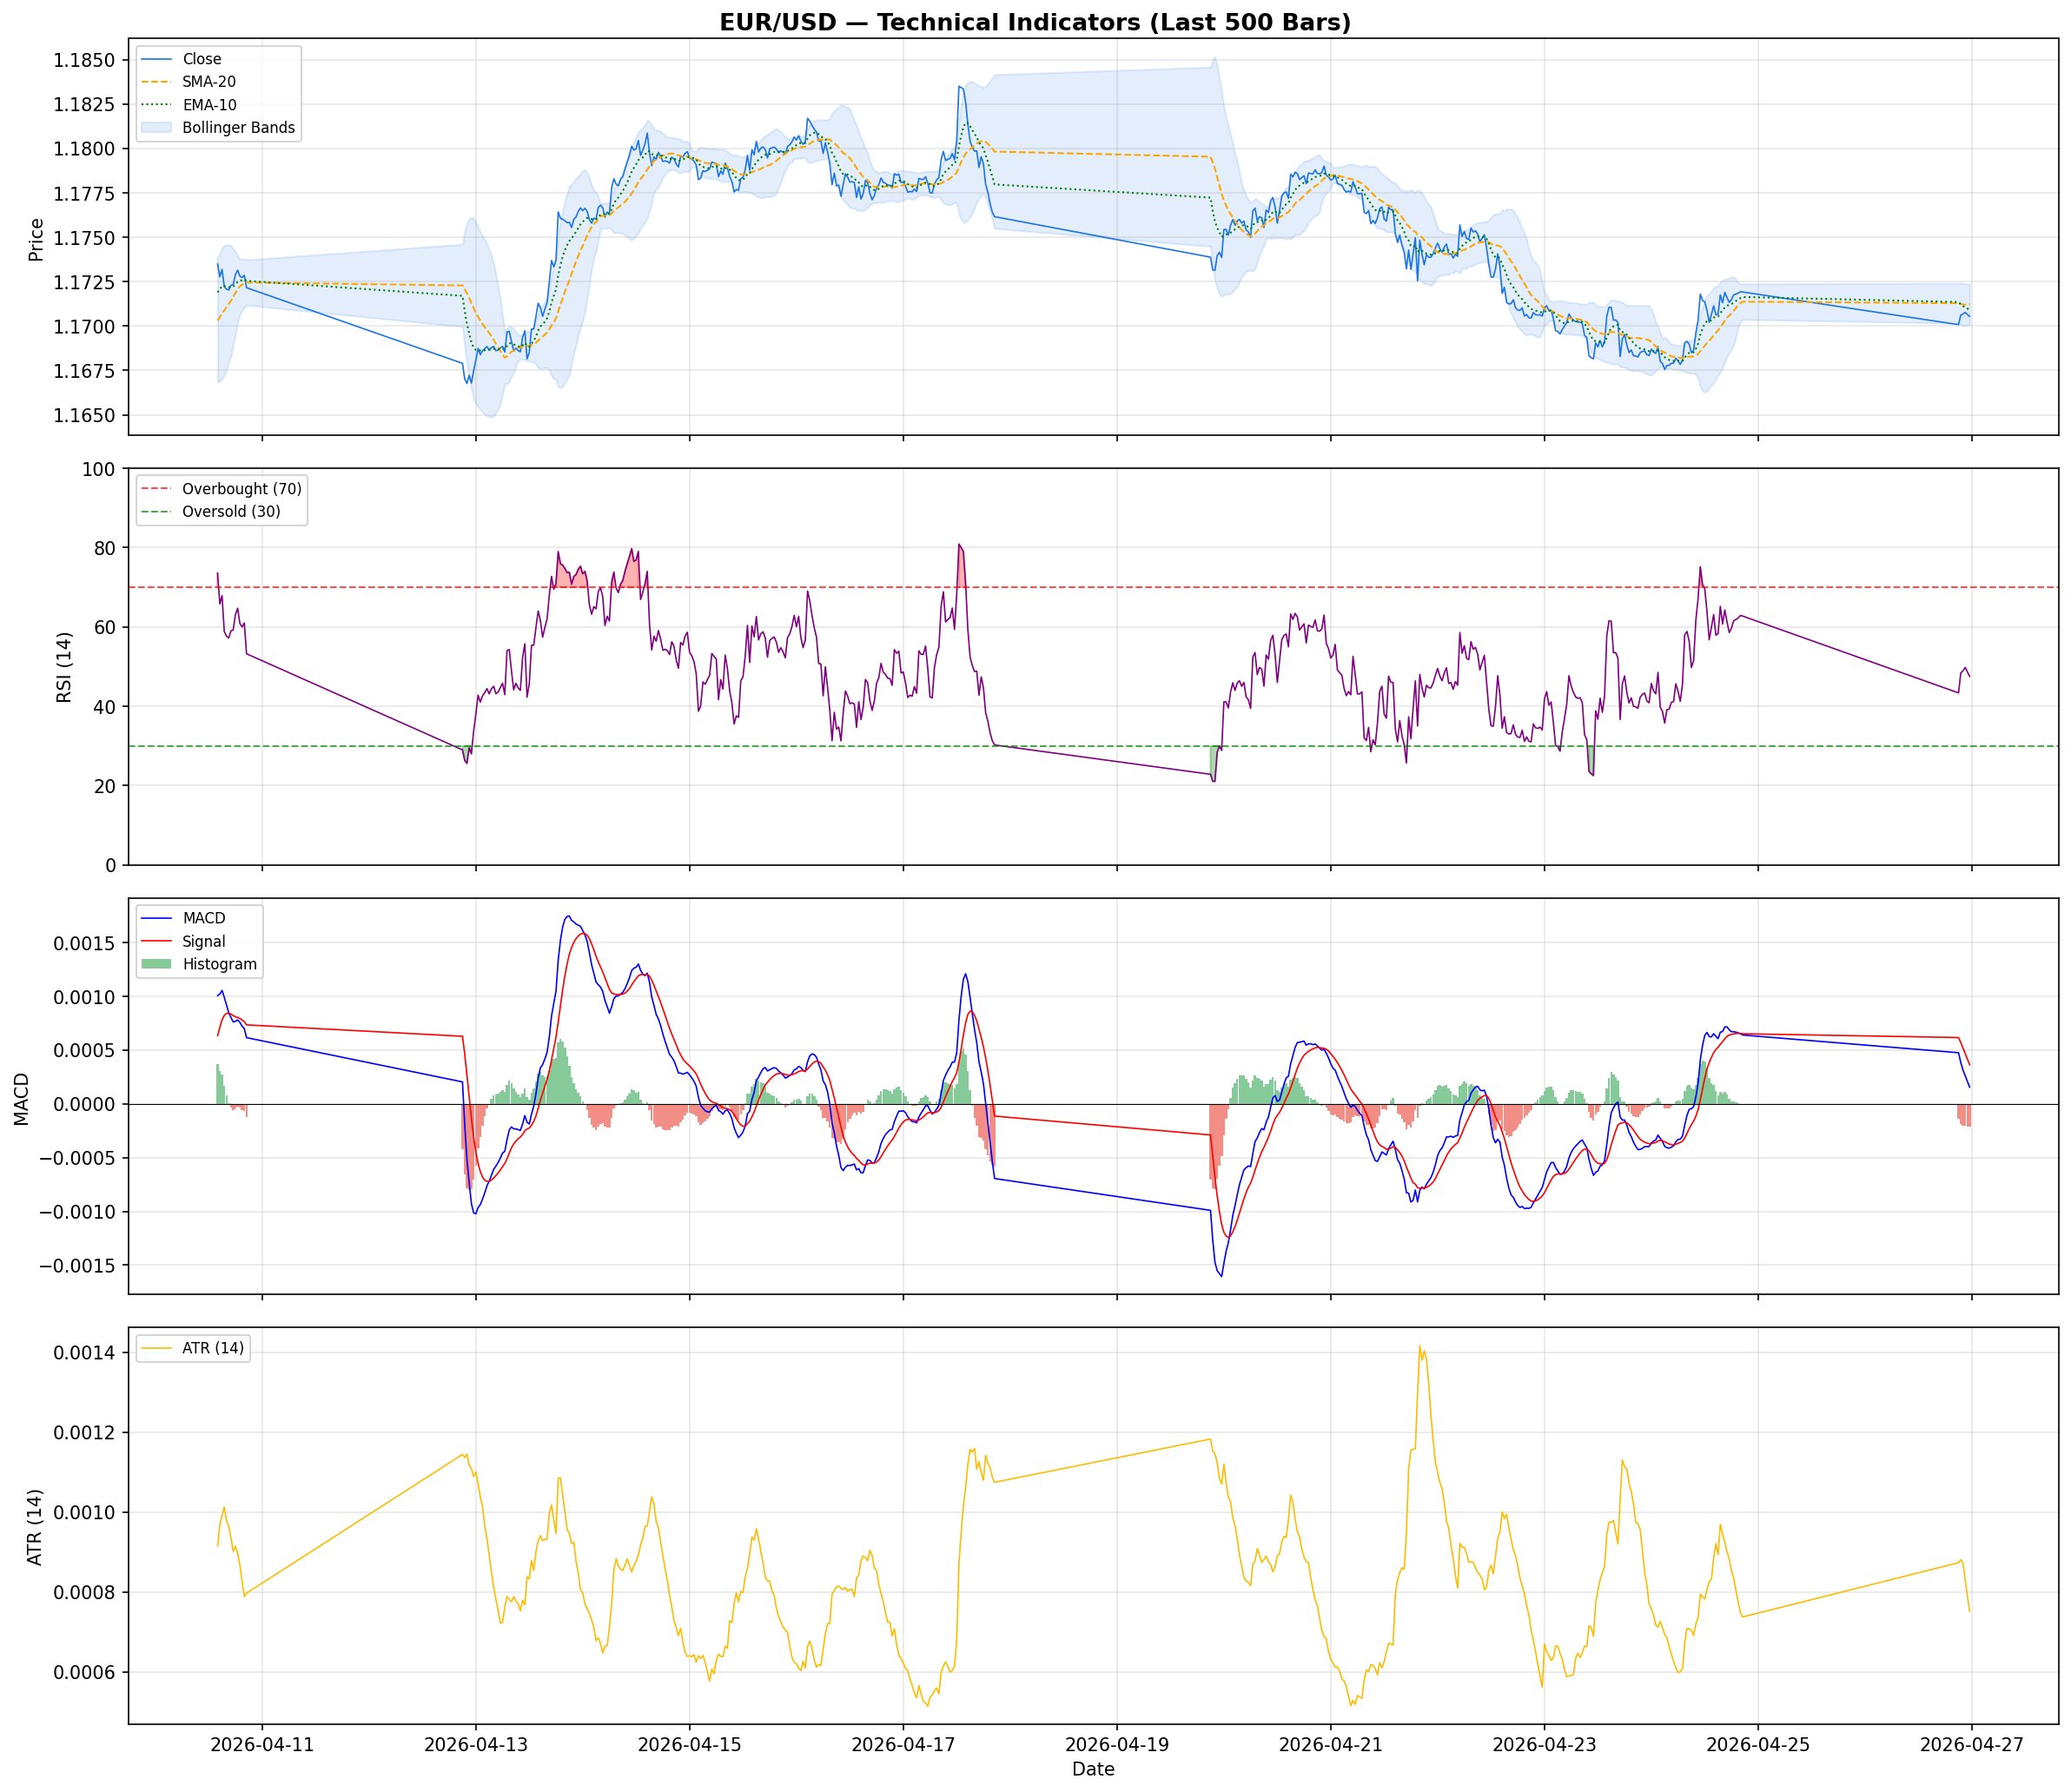 EUR/USD — Technical Indicators (Last 500 Bars)
Price
1.1850
1.1825
1.1800
1.1775
1.1750
1.1725
1.1700
1.1675
1.1650
Close
SMA-20
EMA-10
Bollinger Bands
RSI (14)
100
80
60
40
20
0
Overbought (70)
Oversold (30)
MACD
0.0015
0.0010
0.0005
0.0000
−0.0005
−0.0010
−0.0015
MACD
Signal
Histogram
ATR (14)
0.0014
0.0012
0.0010
0.0008
0.0006
ATR (14)
2026-04-11
2026-04-13
2026-04-15
2026-04-17
2026-04-19
2026-04-21
2026-04-23
2026-04-25
2026-04-27
Date